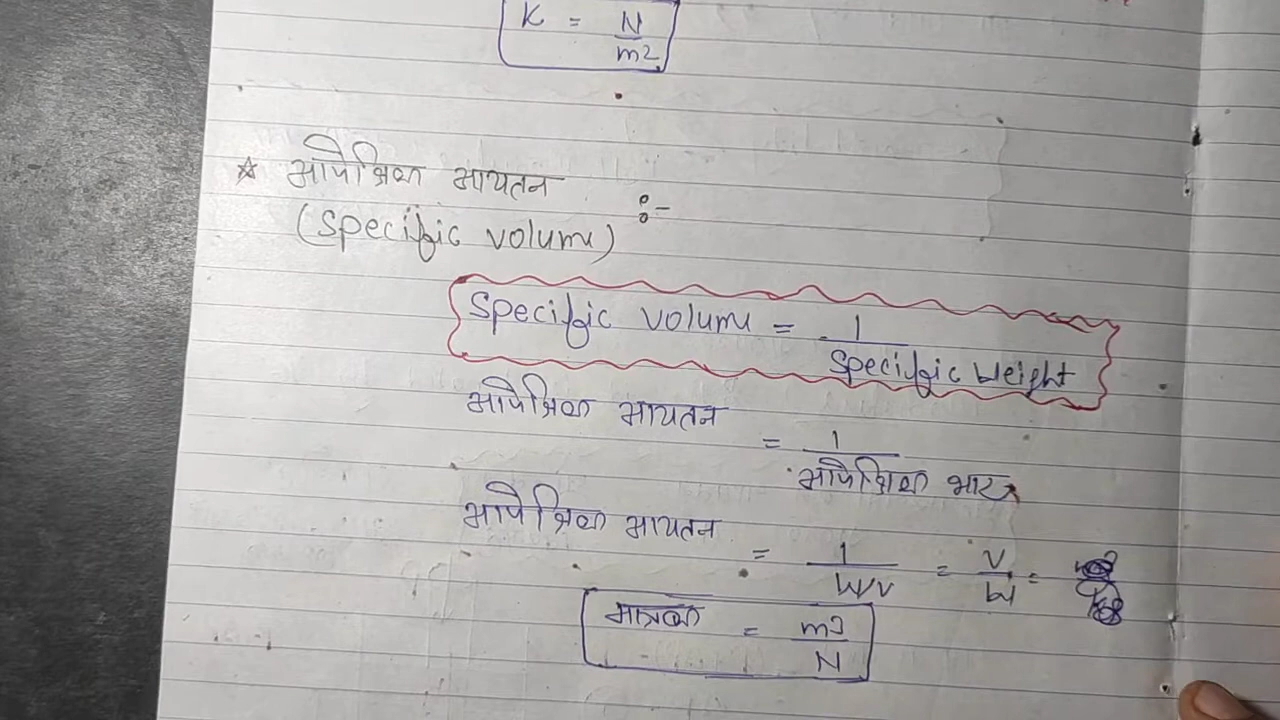 K = N/m2
☆ आपेक्षिक आयतन :-
(Specific volume)
Specific volume = 1/Specific weight
आपेक्षिक आयतन = 1/आपेक्षिक भार
आपेक्षिक आयतन = 1/W/V = V/W =
मात्रक = m3/N